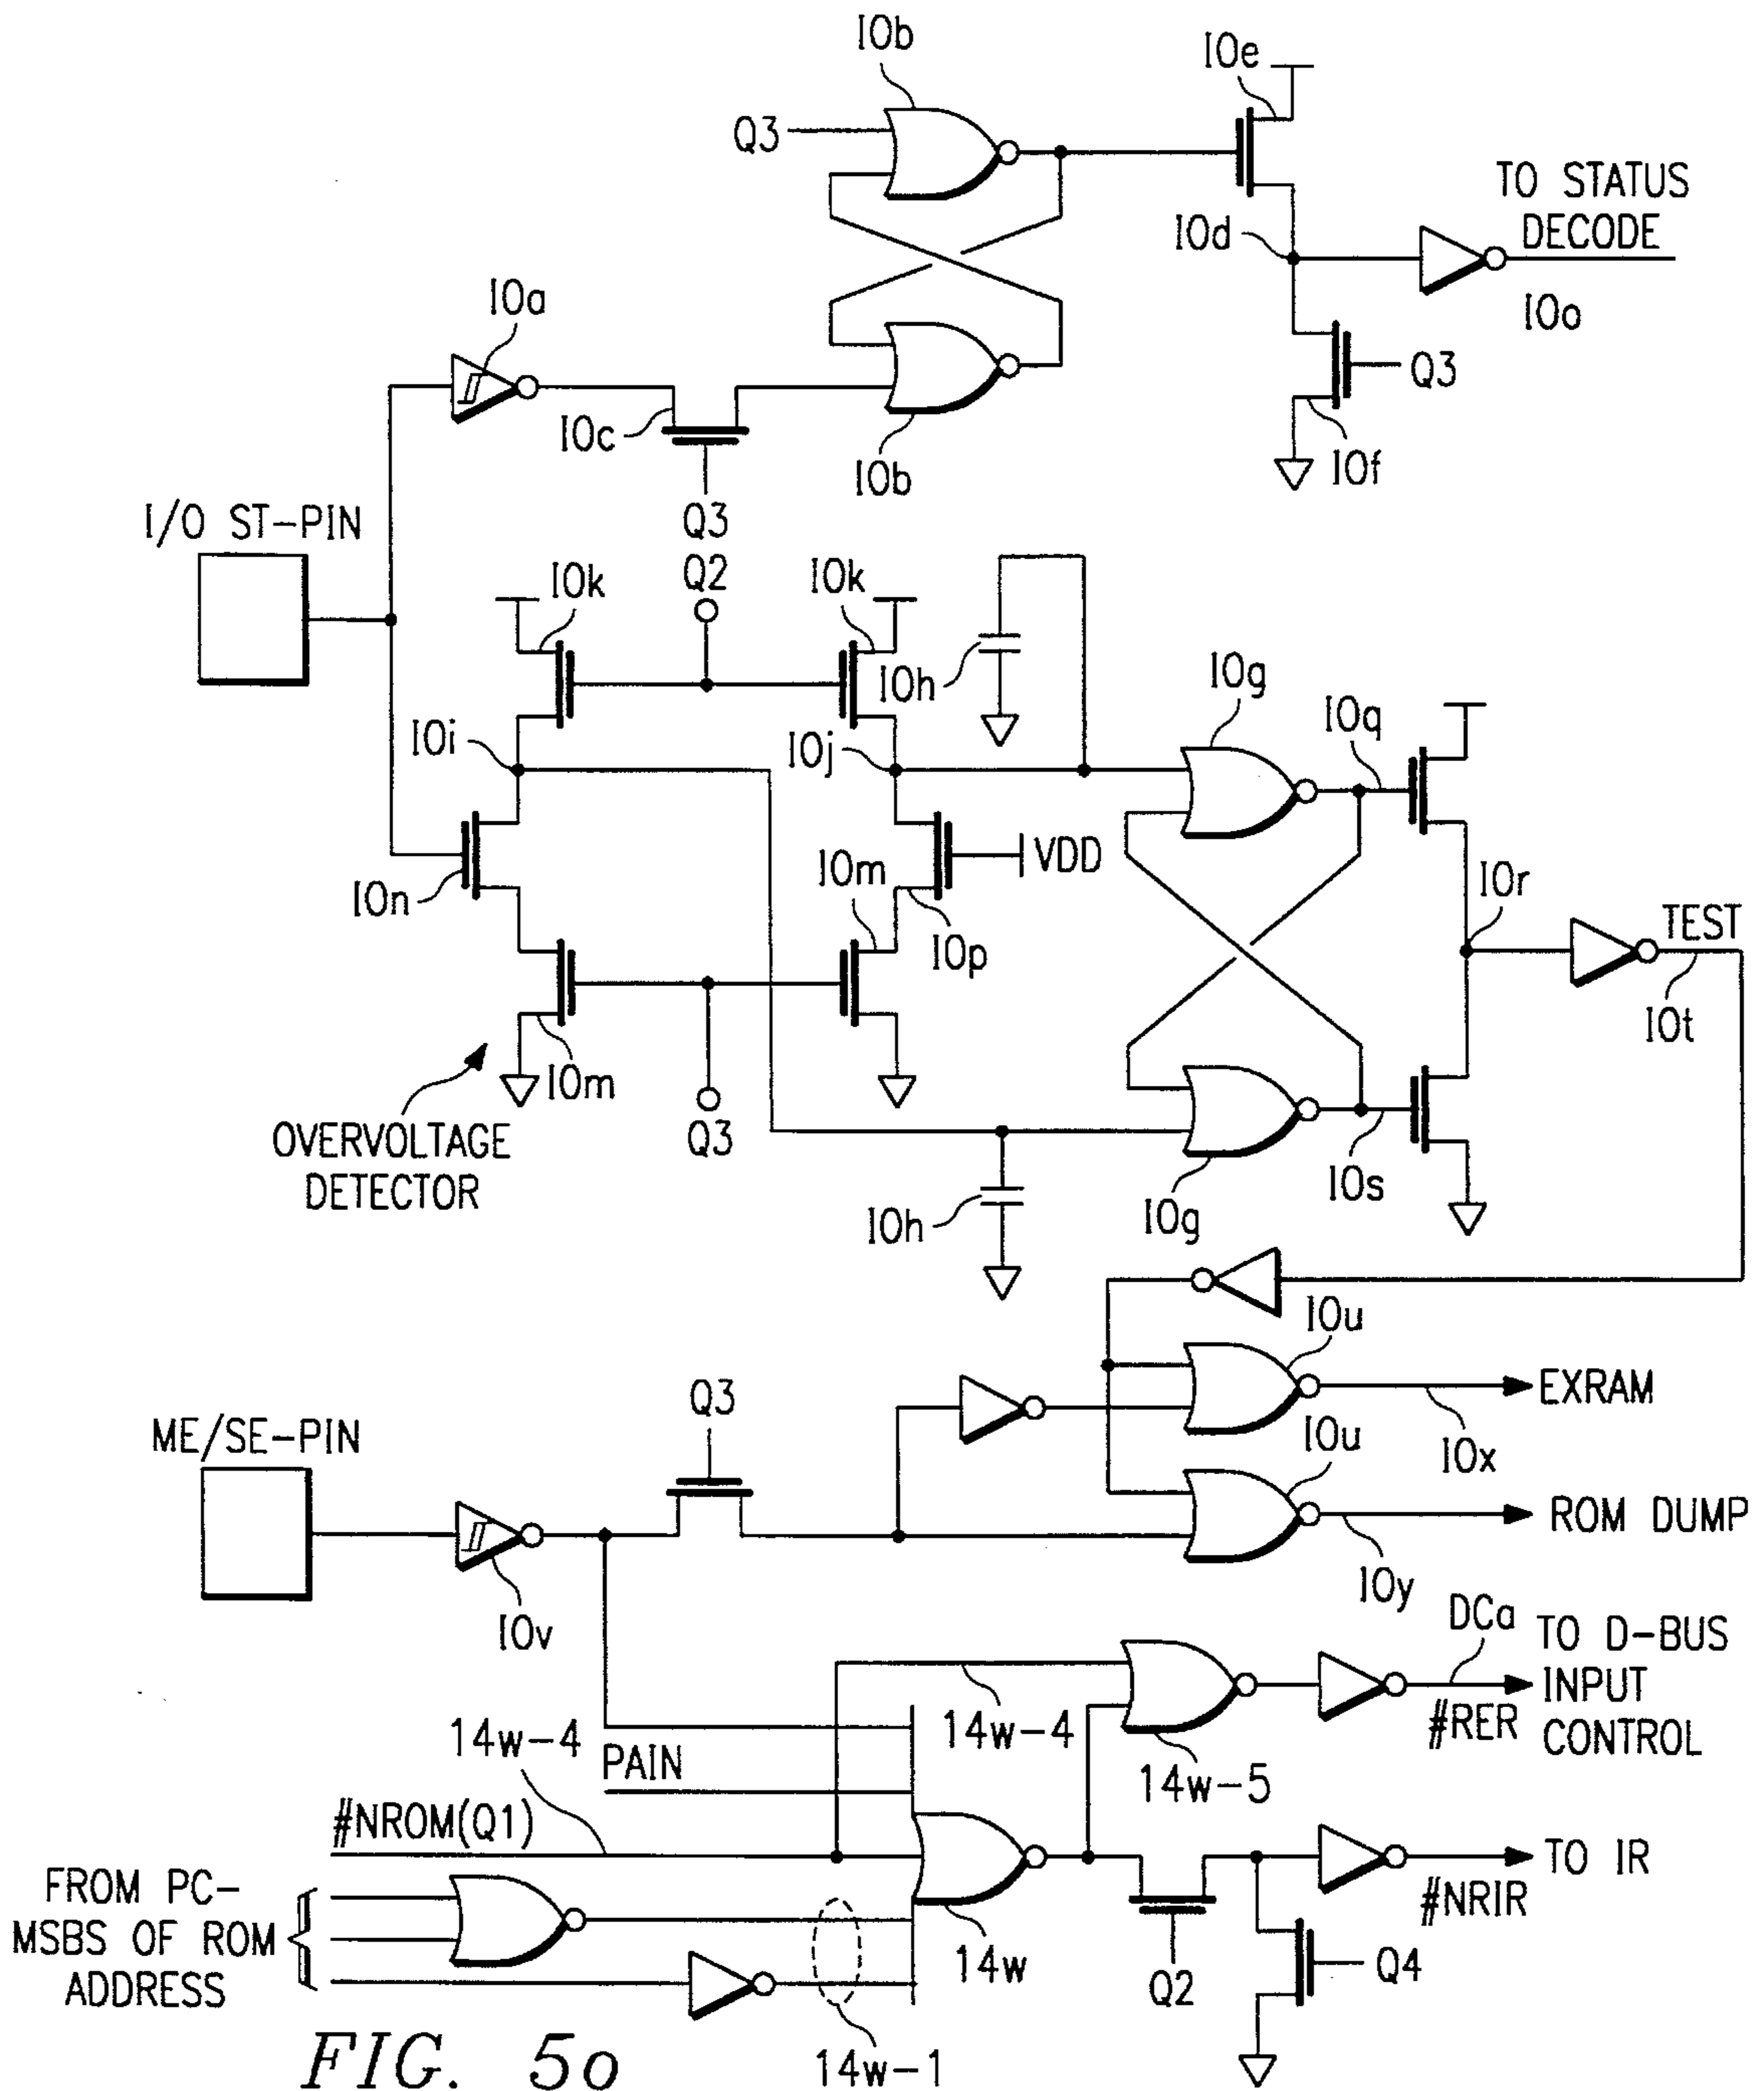 10b
10e
Q3
TO STATUS
DECODE
10d
10a
10o
Q3
10c
10b
10f
I/O ST-PIN
Q3
Q2
10k
10k
10h
10g
10q
10i
10j
VDD
10r
TEST
10n
10m
10p
10t
10m
Q3
OVERVOLTAGE
DETECTOR
10h
10g
10s
10u
Q3
EXRAM
ME/SE-PIN
10u
10x
ROM DUMP
10v
10y
DCa
TO D-BUS
INPUT
CONTROL
#RER
14w-4
14w-4
PAIN
14w-5
#NROM(Q1)
TO IR
#NRIR
FROM PC-
MSBS OF ROM
ADDRESS
14w
Q2
Q4
14w-1
FIG. 5o